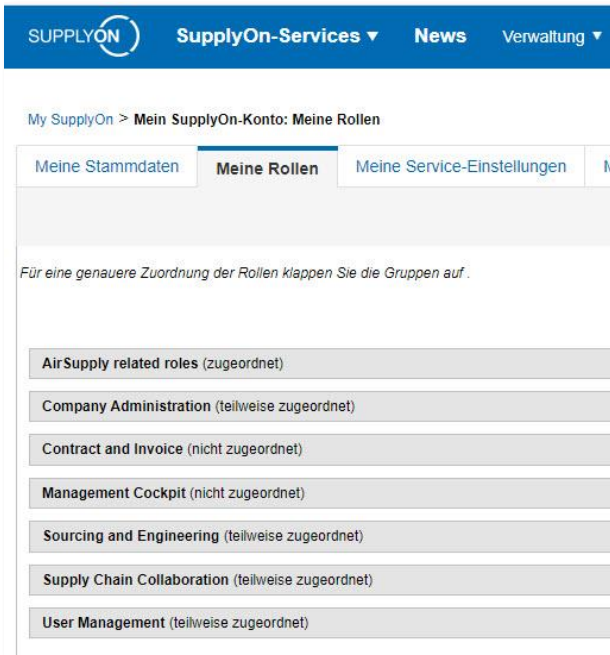 SUPPLYON SupplyOn-Services ▼ News Verwaltung ▼
My SupplyOn > Mein SupplyOn-Konto: Meine Rollen
Meine Stammdaten Meine Rollen Meine Service-Einstellungen
Für eine genauere Zuordnung der Rollen klappen Sie die Gruppen auf .
AirSupply related roles (zugeordnet)
Company Administration (teilweise zugeordnet)
Contract and Invoice (nicht zugeordnet)
Management Cockpit (nicht zugeordnet)
Sourcing and Engineering (teilweise zugeordnet)
Supply Chain Collaboration (teilweise zugeordnet)
User Management (teilweise zugeordnet)